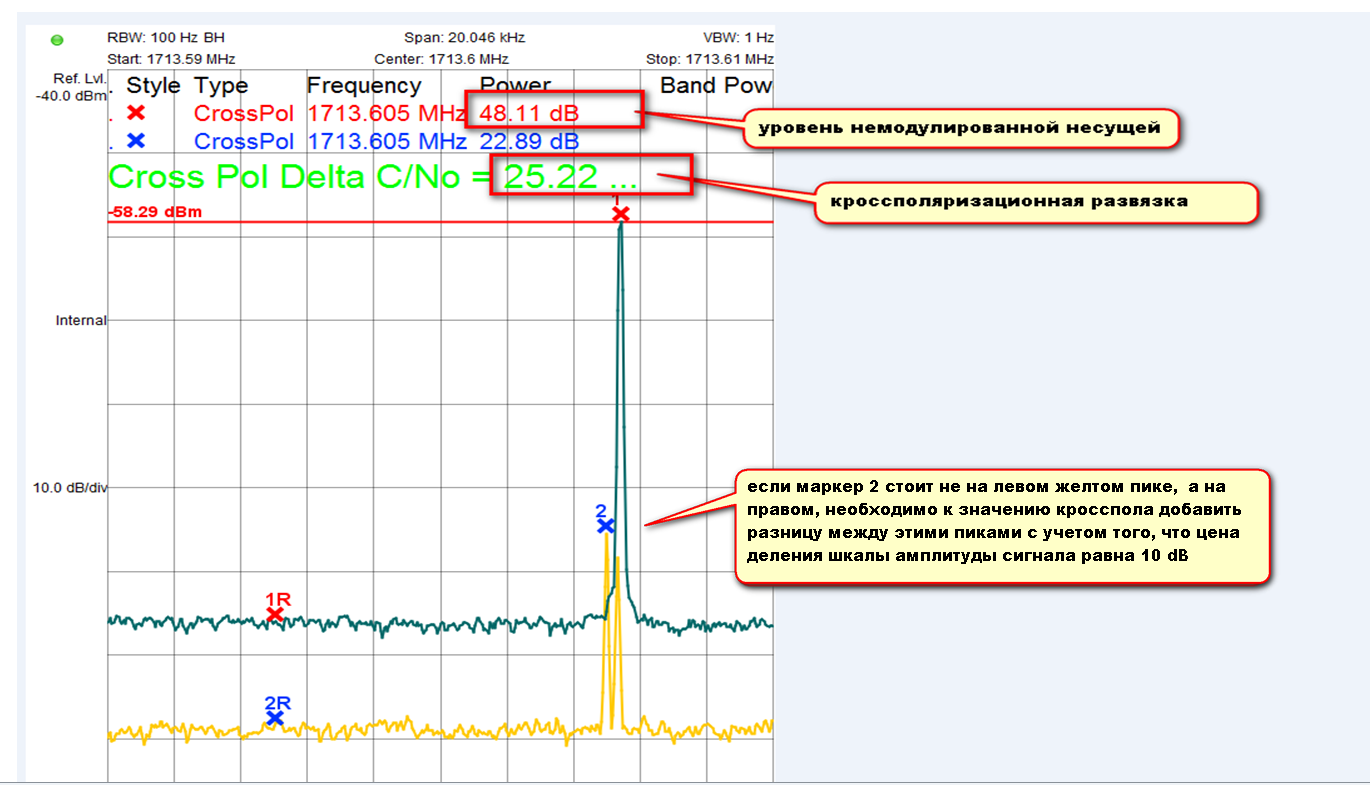 RBW: 100 Hz BH Span: 20.046 kHz VBW: 1 Hz
Start: 1713.59 MHz Center: 1713.6 MHz Stop: 1713.61 MHz
Ref. Lvl.
-40.0 dBm
. Style Type Frequency Power Band Pow
. CrossPol 1713.605 MHz 48.11 dB
. CrossPol 1713.605 MHz 22.89 dB
уровень немодулированной несущей
Cross Pol Delta C/No = 25.22 ...
кроссполяризационная развязка
-58.29 dBm
1
Internal
10.0 dB/div
если маркер 2 стоит не на левом желтом пике, а на
правом, необходимо к значению кросспола добавить
разницу между этими пиками с учетом того, что цена
деления шкалы амплитуды сигнала равна 10 dB
2
1R
2R